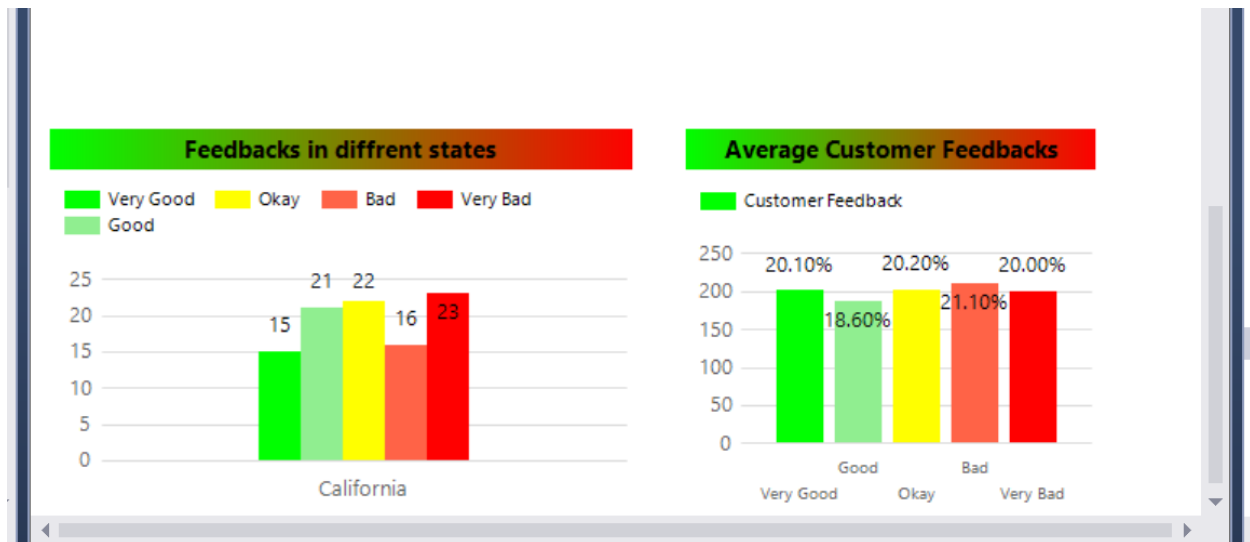 Feedbacks in diffrent states
Very Good Okay Bad Very Bad
Good
25
20
15
10
5
0
15
21
22
16
23
California
Average Customer Feedbacks
Customer Feedback
250
200
150
100
50
0
20.10%
18.60%
20.20%
21.10%
20.00%
Good Bad
Very Good Okay Very Bad